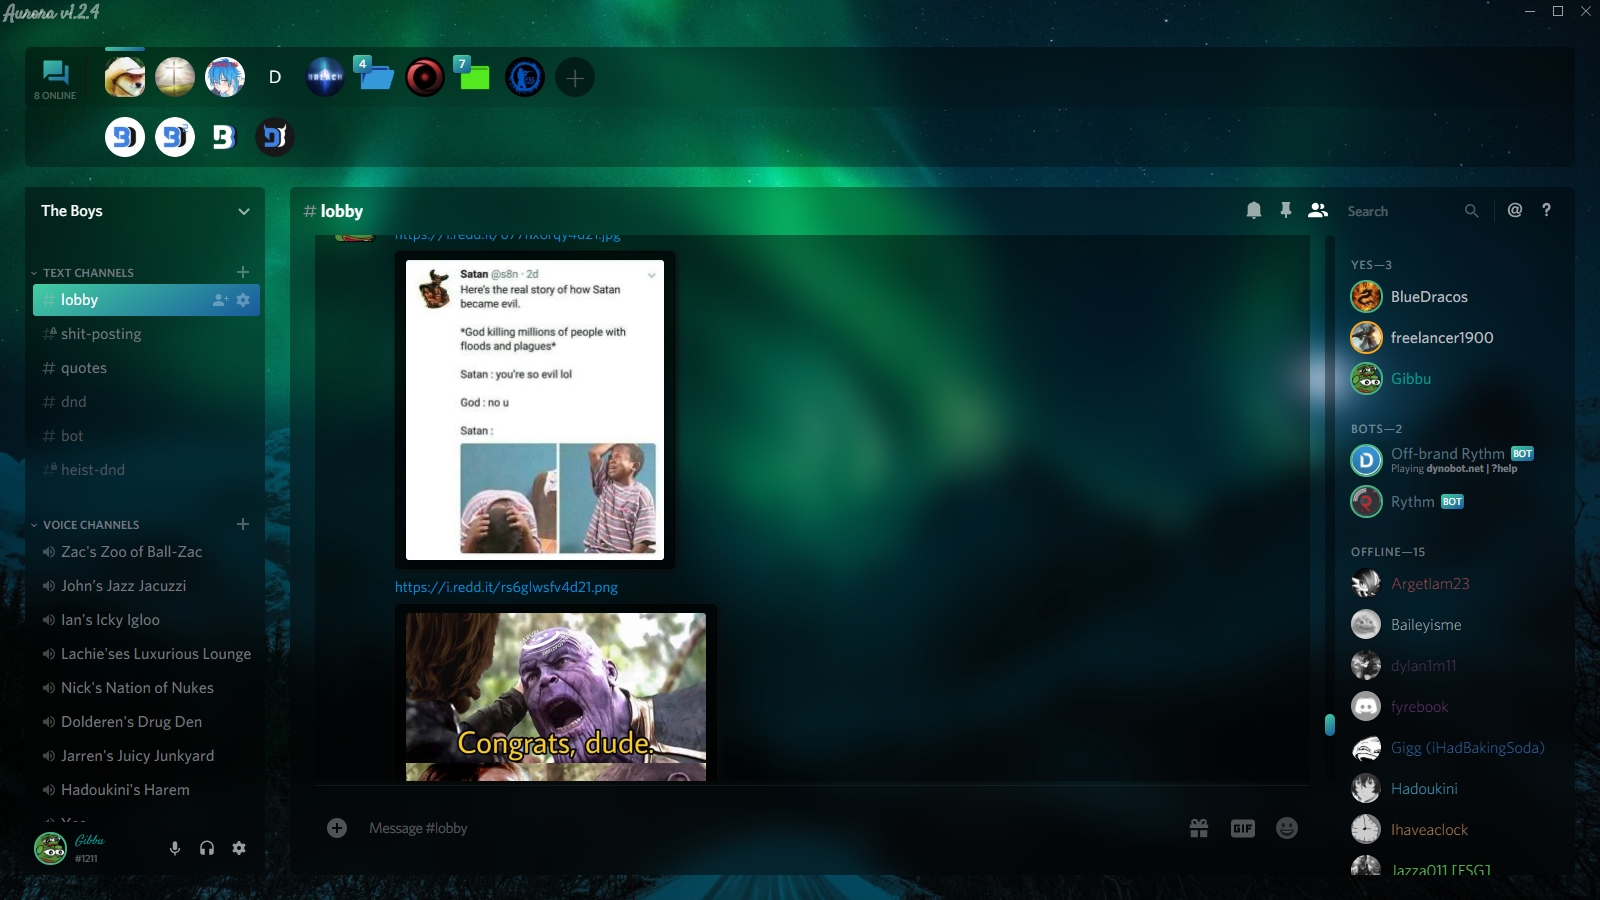 Aurora v1.2.4
8 ONLINE
D
BREACH
4
7
The Boys
TEXT CHANNELS
lobby
shit-posting
quotes
dnd
bot
heist-dnd
VOICE CHANNELS
Zac's Zoo of Ball-Zac
John's Jazz Jacuzzi
Ian's Icky Igloo
Lachie'ses Luxurious Lounge
Nick's Nation of Nukes
Dolderen's Drug Den
Jarren's Juicy Junkyard
Hadoukini's Harem
Gibbu
#1211
# lobby
Search
@ ?
Satan @s8n · 2d
Here's the real story of how Satan
became evil.
*God killing millions of people with
floods and plagues*
Satan : you're so evil lol
God : no u
Satan :
https://i.redd.it/rs6glwsfv4d21.png
Congrats, dude.
Message #lobby
GIF
YES—3
BlueDracos
freelancer1900
Gibbu
BOTS—2
Off-brand Rythm BOT
Playing dynobot.net | ?help
Rythm BOT
OFFLINE—15
Argetlam23
Baileyisme
dylan1m11
fyrebook
Gigg (iHadBakingSoda)
Hadoukini
Ihaveaclock
Jazza011 [FSG]